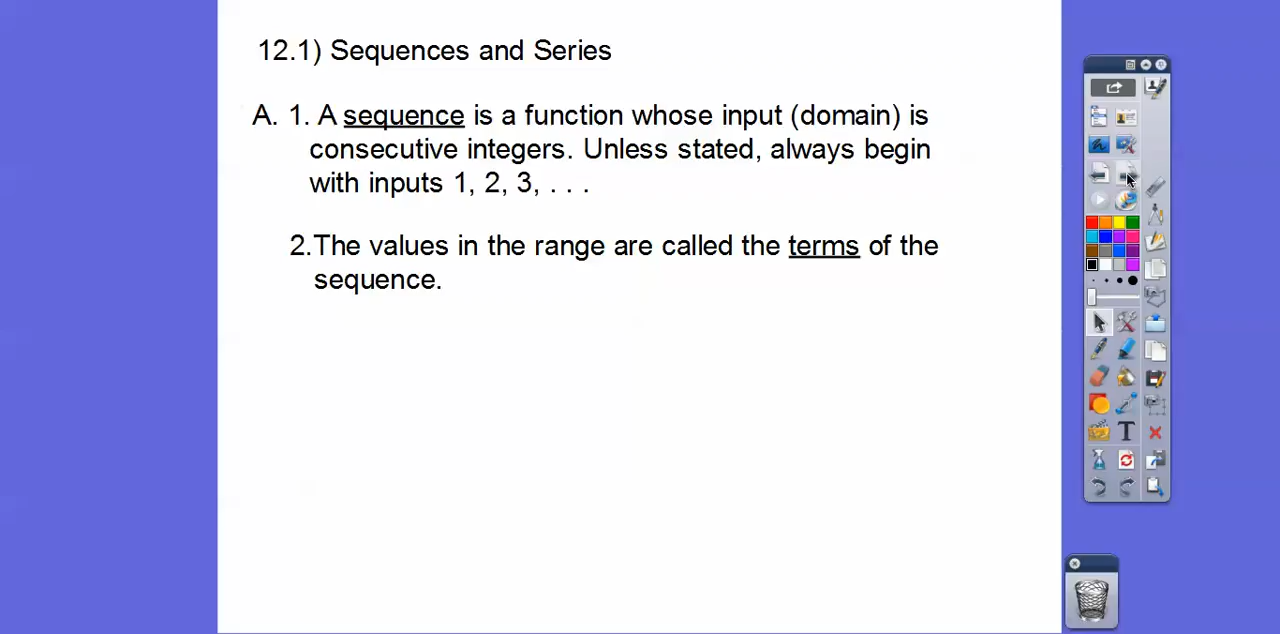 12.1) Sequences and Series
A. 1. A sequence is a function whose input (domain) is
consecutive integers. Unless stated, always begin
with inputs 1, 2, 3, . . .
2.The values in the range are called the terms of the
sequence.